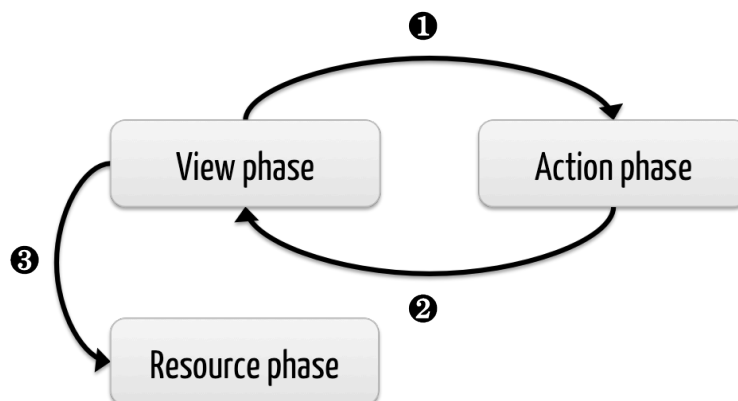 ❶
View phase
Action phase
❸
❷
Resource phase